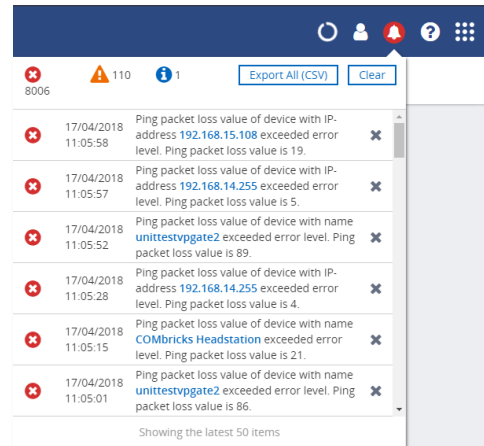 110
1
Export All (CSV)
Clear
8006
17/04/2018
11:05:58
Ping packet loss value of device with IP-
address 192.168.15.108 exceeded error
level. Ping packet loss value is 19.
17/04/2018
11:05:57
Ping packet loss value of device with IP-
address 192.168.14.255 exceeded error
level. Ping packet loss value is 5.
17/04/2018
11:05:52
Ping packet loss value of device with name
unittestvpgate2 exceeded error level. Ping
packet loss value is 89.
17/04/2018
11:05:28
Ping packet loss value of device with IP-
address 192.168.14.255 exceeded error
level. Ping packet loss value is 4.
17/04/2018
11:05:15
Ping packet loss value of device with name
COMbricks Headstation exceeded error
level. Ping packet loss value is 21.
17/04/2018
11:05:01
Ping packet loss value of device with name
unittestvpgate2 exceeded error level. Ping
packet loss value is 86.
Showing the latest 50 items